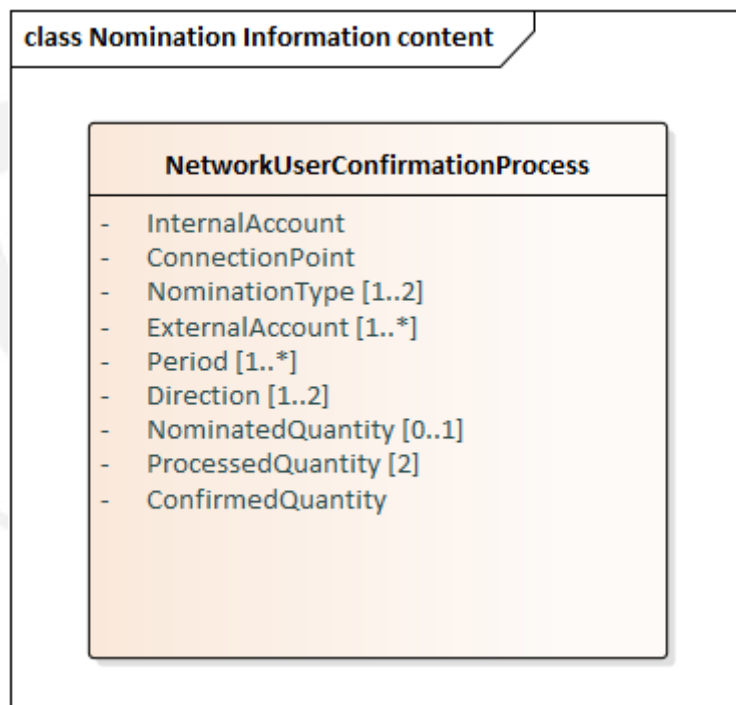 class Nomination Information content
NetworkUserConfirmationProcess
- InternalAccount
- ConnectionPoint
- NominationType [1..2]
- ExternalAccount [1..*]
- Period [1..*]
- Direction [1..2]
- NominatedQuantity [0..1]
- ProcessedQuantity [2]
- ConfirmedQuantity